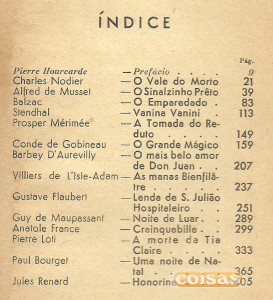 ÍNDICE
Pág.
Pierre Hourcade — Prefácio . . . . 9
Charles Nodier — O Vale do Morto 21
Alfred de Musset — O Sinalzinho Prêto 39
Balzac — O Emparedado . 83
Stendhal — Vanina Vanini . 113
Prosper Mérimée — A Tomada do Reduto . . . . 149
Conde de Gobineau — O Grande Mágico 159
Barbey D'Aurevilly — O mais belo amor de Don Juan . 207
Villiers de L'Isle-Adam — As manas Bienfilâtre . . . . 237
Gustave Flaubert — Lenda de S. Julião Hospitaleiro . 251
Guy de Maupassant — Noite de Luar . 289
Anatole France — Crainquebille . . 299
Pierre Loti — A morte da Tia Claire . . . . 333
Paul Bourget — Uma noite de Natal . . . . 365
Jules Renard — Honorine
coisas